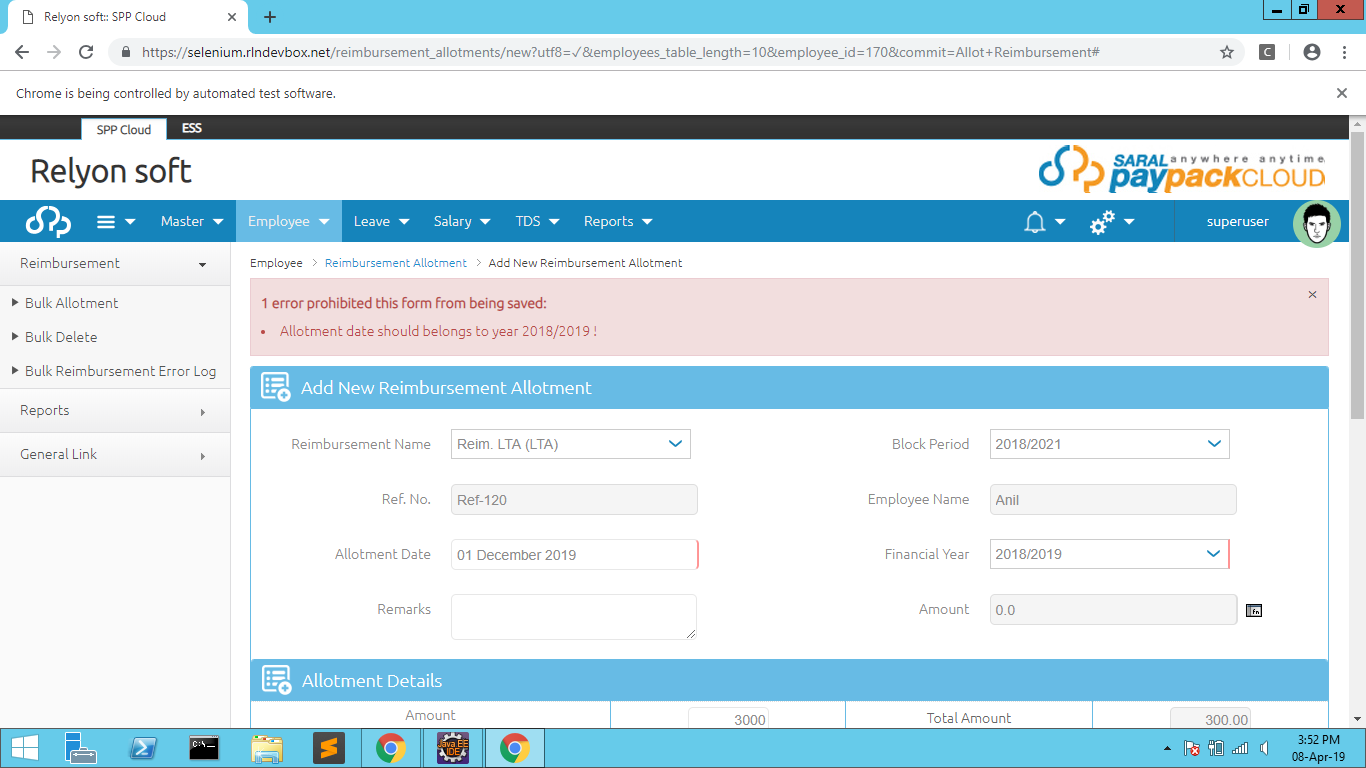 Relyon soft:: SPP Cloud
https://selenium.rlndevbox.net/reimbursement_allotments/new?utf8=✓&employees_table_length=10&employee_id=170&commit=Allot+Reimbursement#
C
Chrome is being controlled by automated test software.
SPP Cloud ESS
Relyon soft
SARAL anywhere anytime
paypackCLOUD
Master Employee Leave Salary TDS Reports superuser
Reimbursement
Bulk Allotment
Bulk Delete
Bulk Reimbursement Error Log
Reports
General Link
Employee > Reimbursement Allotment > Add New Reimbursement Allotment
1 error prohibited this form from being saved:
• Allotment date should belongs to year 2018/2019 !
Add New Reimbursement Allotment
Reimbursement Name Reim. LTA (LTA) Block Period 2018/2021
Ref. No. Ref-120 Employee Name Anil
Allotment Date 01 December 2019 Financial Year 2018/2019
Remarks Amount 0.0 fn
Allotment Details
Amount 3000 Total Amount 300.00
C:\_
Java EE
IDE
3:52 PM
08-Apr-19